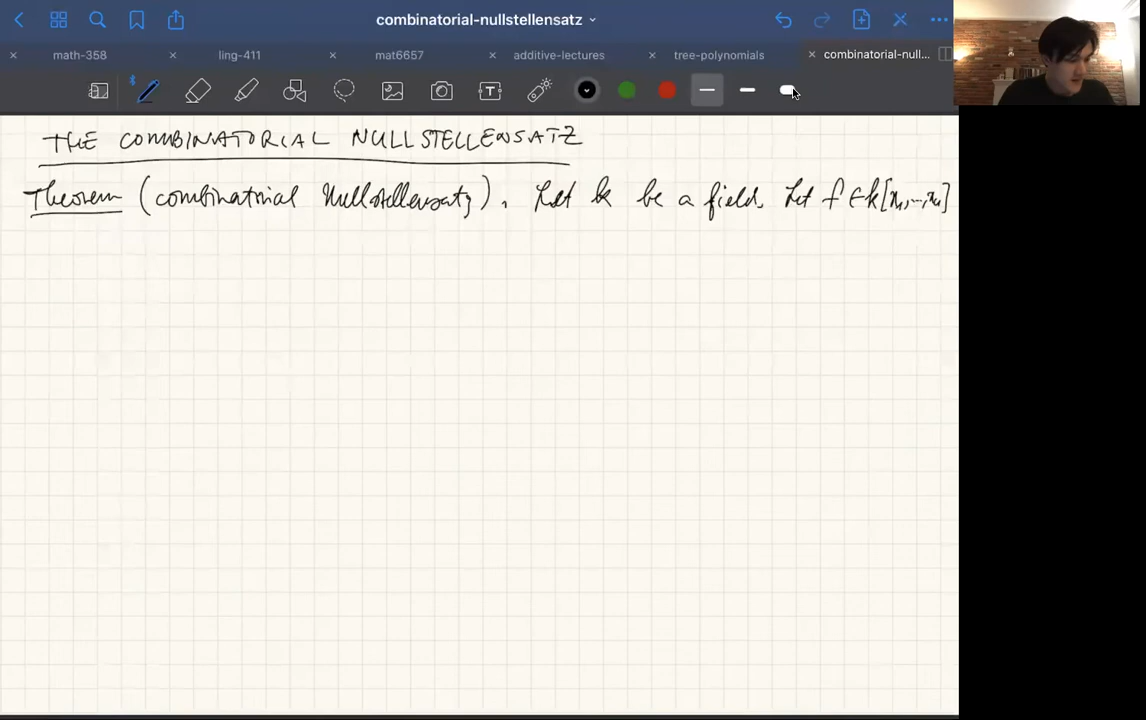 combinatorial-nullstellensatz
math-358
ling-411
mat6657
additive-lectures
tree-polynomials
combinatorial-null...
THE COMBINATORIAL NULLSTELLENSATZ
Theorem (combinatorial Nullstellensatz). Let k be a field. Let f ∈ k[x₁,...,xₙ]